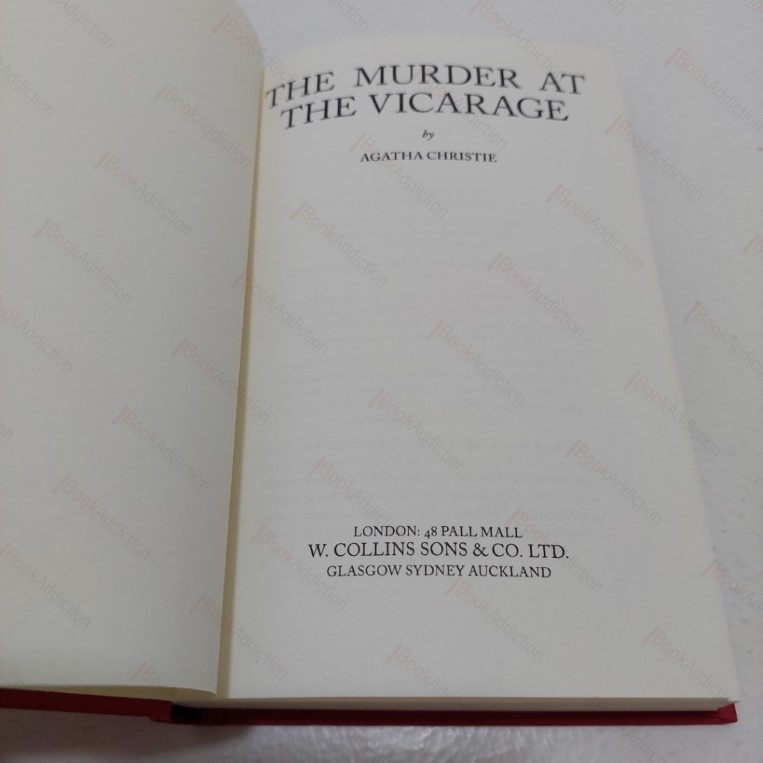 THE MURDER AT
THE VICARAGE
by
AGATHA CHRISTIE
LONDON: 48 PALL MALL
W. COLLINS SONS & CO. LTD.
GLASGOW SYDNEY AUCKLAND
BookAddiction